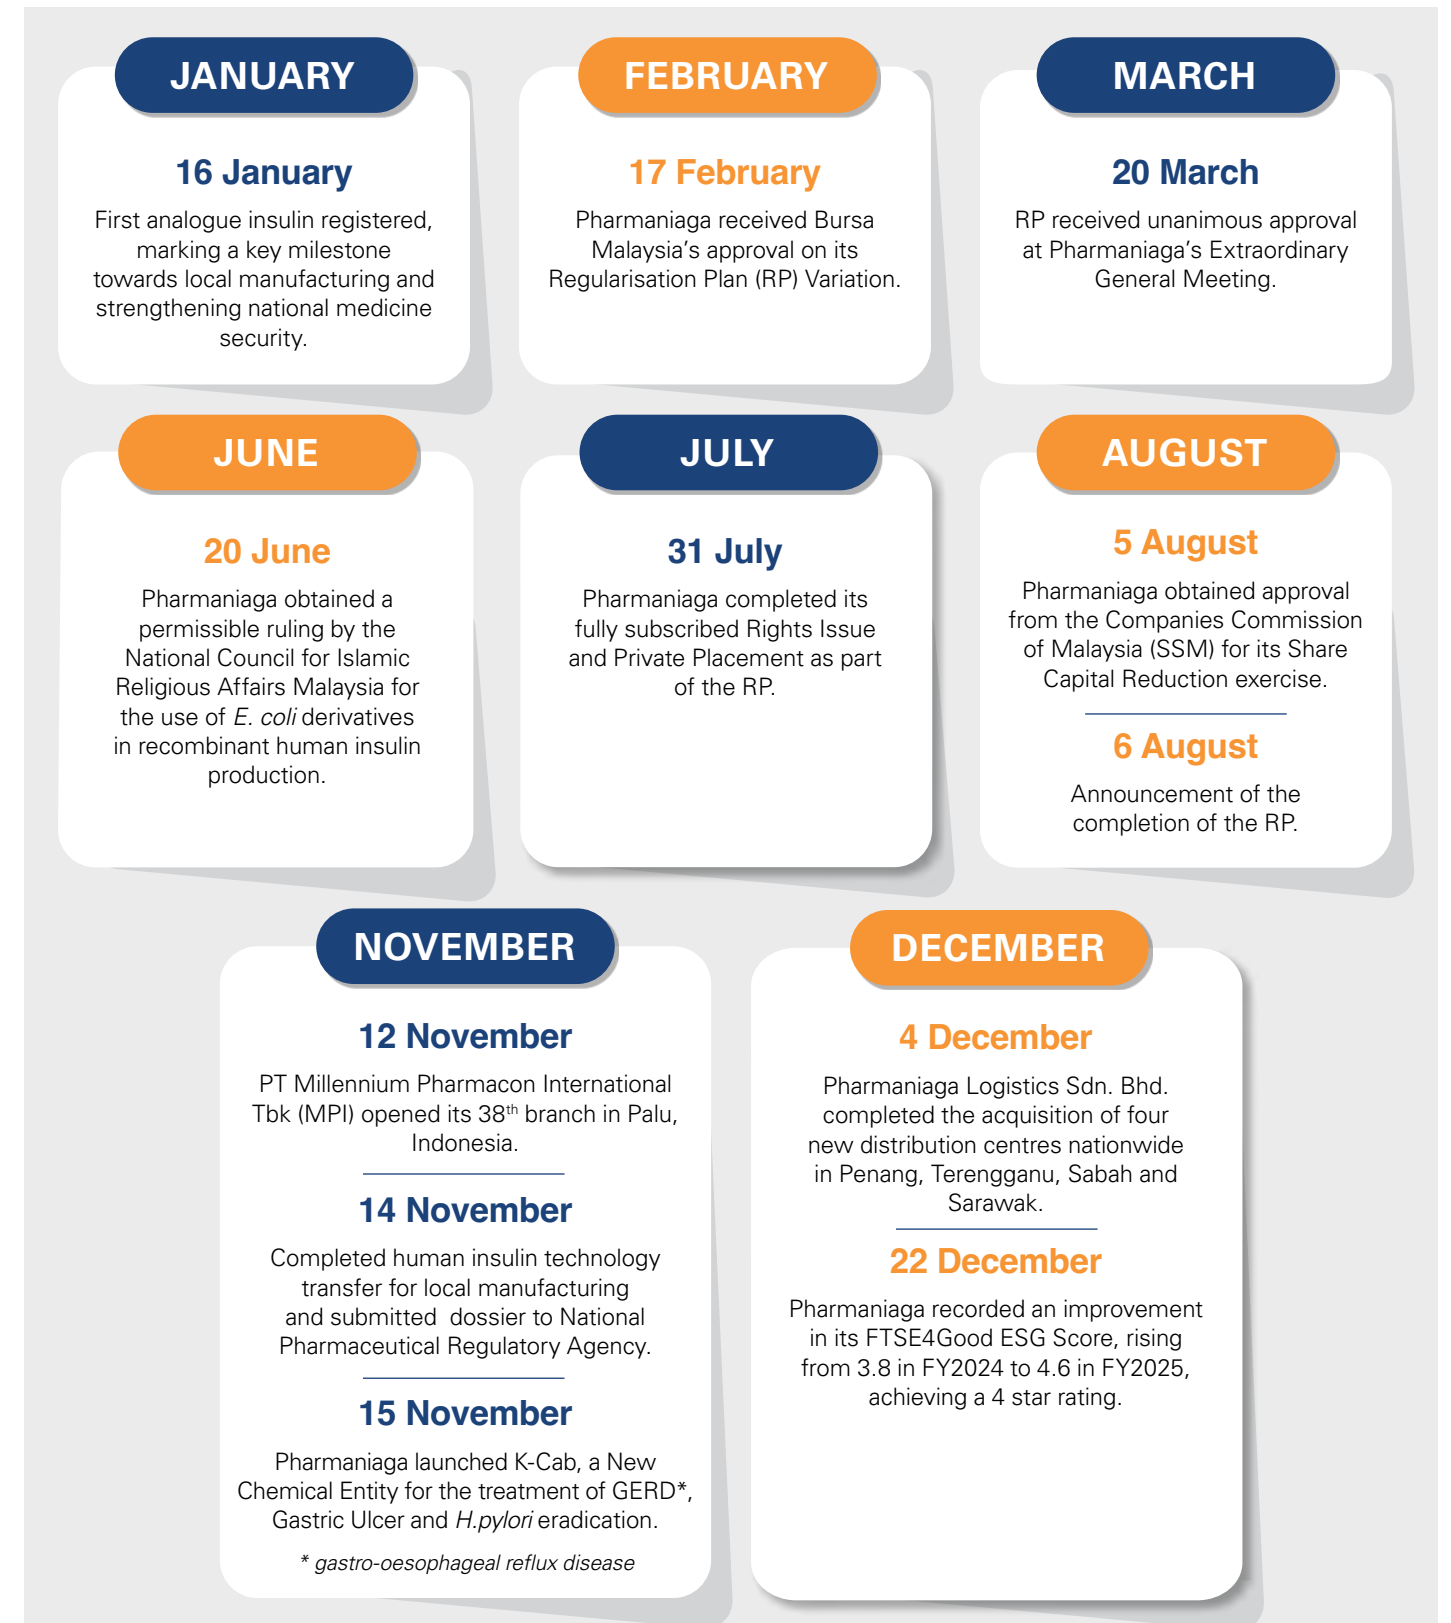 JANUARY
16 January
First analogue insulin registered,
marking a key milestone
towards local manufacturing and
strengthening national medicine
security.
FEBRUARY
17 February
Pharmaniaga received Bursa
Malaysia's approval on its
Regularisation Plan (RP) Variation.
MARCH
20 March
RP received unanimous approval
at Pharmaniaga's Extraordinary
General Meeting.
JUNE
20 June
Pharmaniaga obtained a
permissible ruling by the
National Council for Islamic
Religious Affairs Malaysia for
the use of E. coli derivatives
in recombinant human insulin
production.
JULY
31 July
Pharmaniaga completed its
fully subscribed Rights Issue
and Private Placement as part
of the RP.
AUGUST
5 August
Pharmaniaga obtained approval
from the Companies Commission
of Malaysia (SSM) for its Share
Capital Reduction exercise.
6 August
Announcement of the
completion of the RP.
NOVEMBER
12 November
PT Millennium Pharmacon International
Tbk (MPI) opened its 38th branch in Palu,
Indonesia.
14 November
Completed human insulin technology
transfer for local manufacturing
and submitted dossier to National
Pharmaceutical Regulatory Agency.
15 November
Pharmaniaga launched K-Cab, a New
Chemical Entity for the treatment of GERD*,
Gastric Ulcer and H.pylori eradication.
* gastro-oesophageal reflux disease
DECEMBER
4 December
Pharmaniaga Logistics Sdn. Bhd.
completed the acquisition of four
new distribution centres nationwide
in Penang, Terengganu, Sabah and
Sarawak.
22 December
Pharmaniaga recorded an improvement
in its FTSE4Good ESG Score, rising
from 3.8 in FY2024 to 4.6 in FY2025,
achieving a 4 star rating.